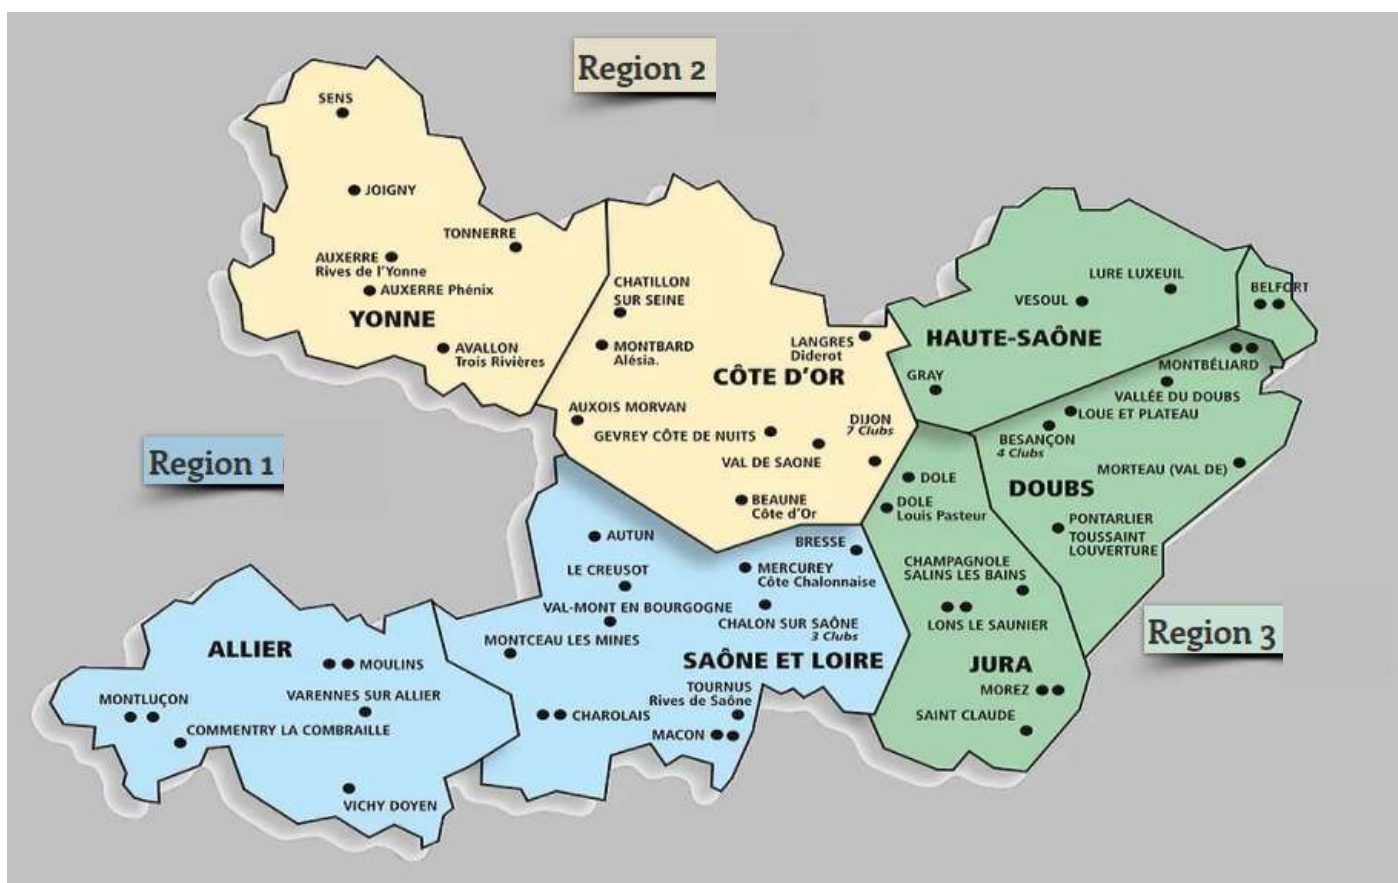 Region 2
SENS
JOIGNY
TONNERRE
AUXERRE
Rives de l'Yonne
AUXERRE Phénix
YONNE
AVALLON
Trois Rivières
CHATILLON
SUR SEINE
MONTBARD
Alésia.
LANGRES
Diderot
CÔTE D'OR
AUXOIS MORVAN
GEVREY CÔTE DE NUITS
DIJON
7 Clubs
VAL DE SAONE
BEAUNE
Côte d'Or
LURE LUXEUIL
VESOUL
BELFORT
HAUTE-SAÔNE
GRAY
MONTBÉLIARD
VALLÉE DU DOUBS
LOUE ET PLATEAU
BESANÇON
4 Clubs
MORTEAU (VAL DE)
DOUBS
PONTARLIER
TOUSSAINT
LOUVERTURE
DOLE
DOLE
Louis Pasteur
CHAMPAGNOLE
SALINS LES BAINS
LONS LE SAUNIER
JURA
MOREZ
SAINT CLAUDE
Region 3
Region 1
AUTUN
BRESSE
LE CREUSOT
MERCUREY
Côte Chalonnaise
VAL-MONT EN BOURGOGNE
CHALON SUR SAÔNE
3 Clubs
MONTCEAU LES MINES
SAÔNE ET LOIRE
TOURNUS
Rives de Saône
CHAROLAIS
MACON
ALLIER
MOULINS
VARENNES SUR ALLIER
MONTLUÇON
COMMENTRY LA COMBRAILLE
VICHY DOYEN